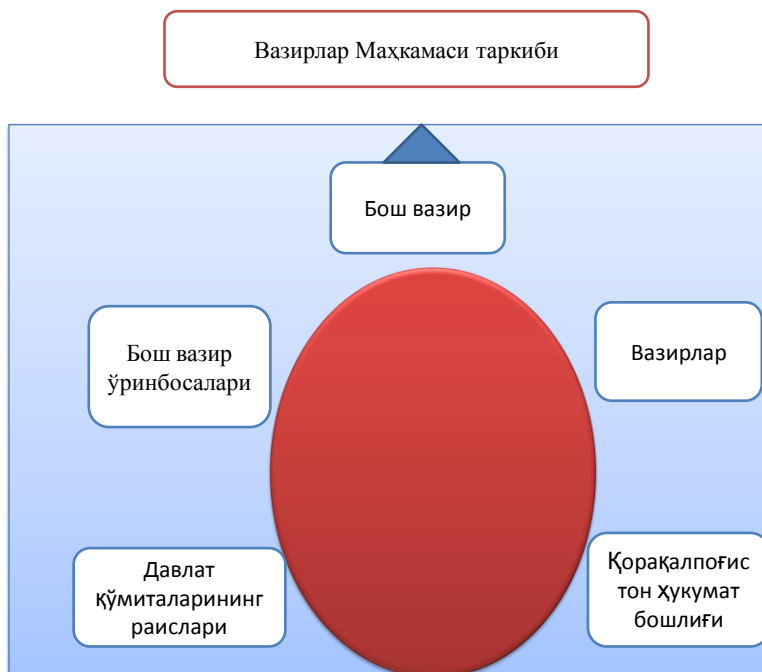 Вазирлар Маҳкамаси таркиби
Бош вазир
Бош вазир
ўринбосалари
Вазирлар
Давлат
қўмиталарининг
раислари
Қорақалпоғис
тон ҳукумат
бошлиғи